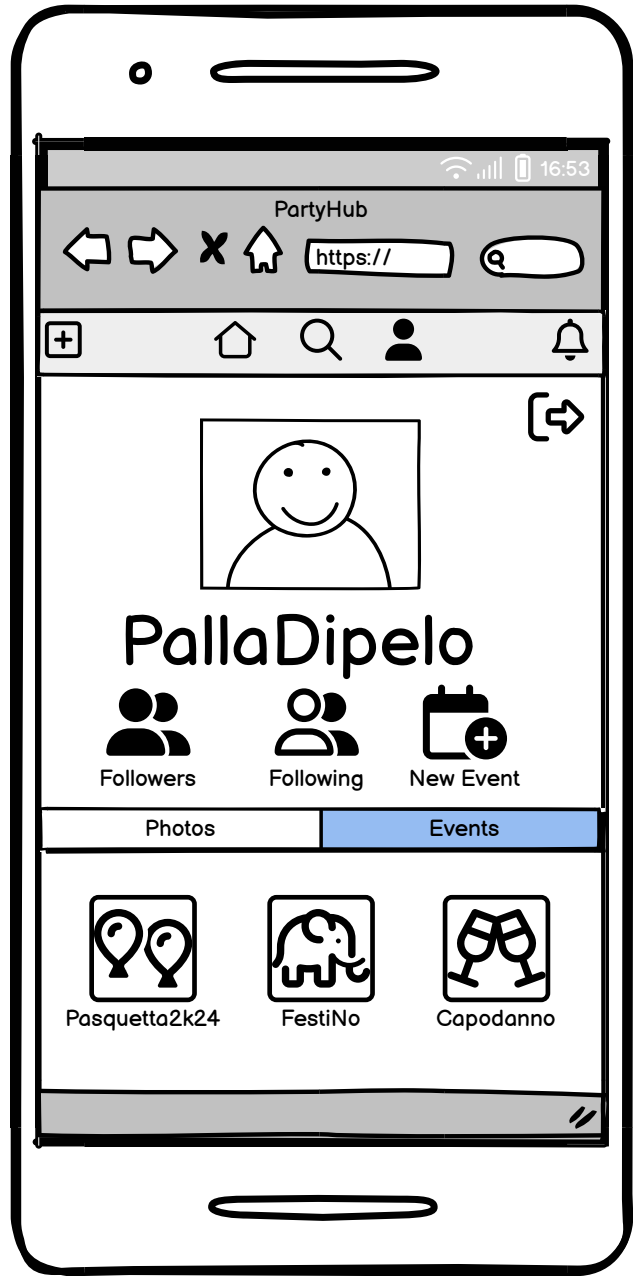 16:53
PartyHub
https://
PallaDipelo
Followers Following New Event
Photos Events
Pasquetta2k24 FestiNo Capodanno